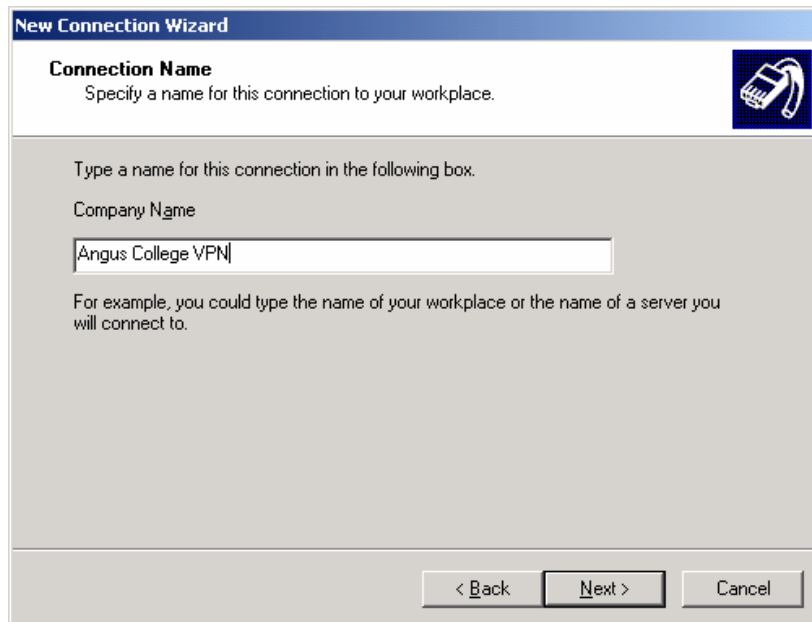 New Connection Wizard
Connection Name
Specify a name for this connection to your workplace.
Type a name for this connection in the following box.
Company Name
Angus College VPN
For example, you could type the name of your workplace or the name of a server you
will connect to.
< Back Next > Cancel